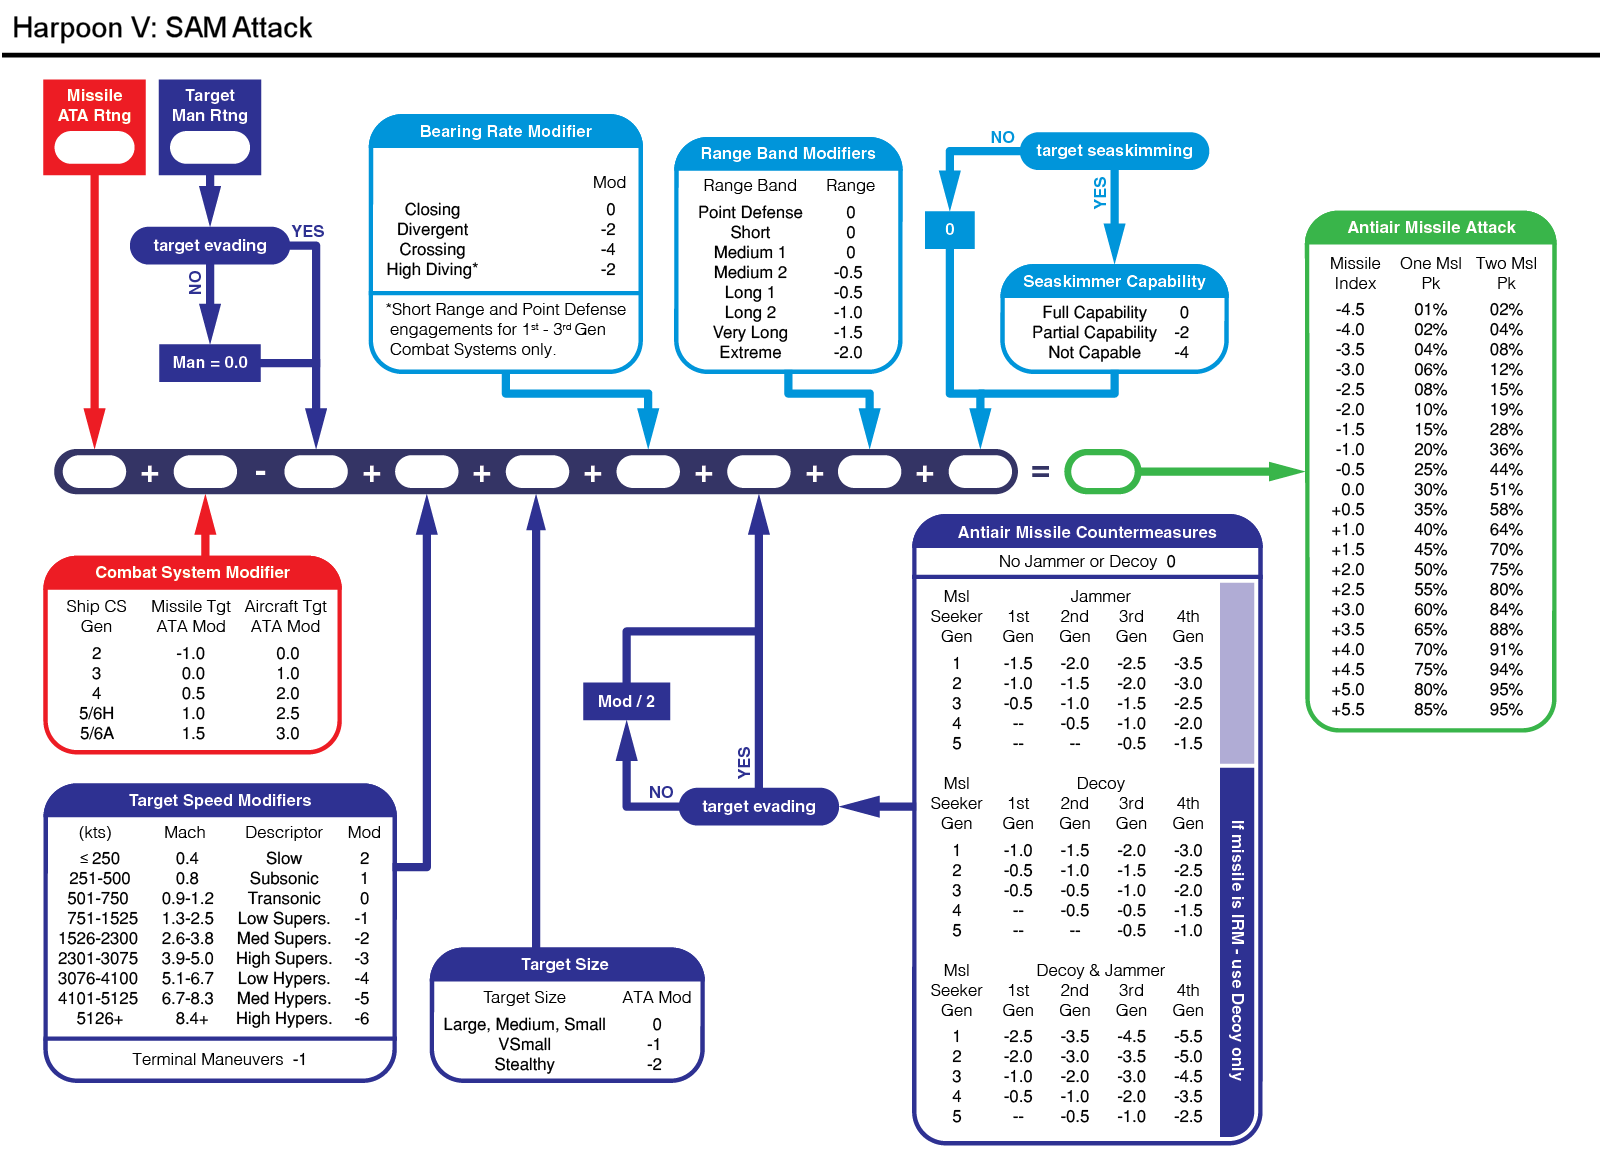 Harpoon V: SAM Attack
Missile
ATA Rtng
Target
Man Rtng
target evading
YES
NO
Man = 0.0
Bearing Rate Modifier
Mod
Closing 0
Divergent -2
Crossing -4
High Diving* -2
*Short Range and Point Defense
engagements for 1st - 3rd Gen
Combat Systems only.
Range Band Modifiers
Range Band Range
Point Defense 0
Short 0
Medium 1 0
Medium 2 -0.5
Long 1 -0.5
Long 2 -1.0
Very Long -1.5
Extreme -2.0
NO
target seaskimming
YES
0
Seaskimmer Capability
Full Capability 0
Partial Capability -2
Not Capable -4
Antiair Missile Attack
Missile One Msl Two Msl
Index Pk Pk
-4.5 01% 02%
-4.0 02% 04%
-3.5 04% 08%
-3.0 06% 12%
-2.5 08% 15%
-2.0 10% 19%
-1.5 15% 28%
-1.0 20% 36%
-0.5 25% 44%
0.0 30% 51%
+0.5 35% 58%
+1.0 40% 64%
+1.5 45% 70%
+2.0 50% 75%
+2.5 55% 80%
+3.0 60% 84%
+3.5 65% 88%
+4.0 70% 91%
+4.5 75% 94%
+5.0 80% 95%
+5.5 85% 95%
+ - + + + + + + =
Combat System Modifier
Ship CS Missile Tgt Aircraft Tgt
Gen ATA Mod ATA Mod
2 -1.0 0.0
3 0.0 1.0
4 0.5 2.0
5/6H 1.0 2.5
5/6A 1.5 3.0
Target Speed Modifiers
(kts) Mach Descriptor Mod
≤ 250 0.4 Slow 2
251-500 0.8 Subsonic 1
501-750 0.9-1.2 Transonic 0
751-1525 1.3-2.5 Low Supers. -1
1526-2300 2.6-3.8 Med Supers. -2
2301-3075 3.9-5.0 High Supers. -3
3076-4100 5.1-6.7 Low Hypers. -4
4101-5125 6.7-8.3 Med Hypers. -5
5126+ 8.4+ High Hypers. -6
Terminal Maneuvers -1
Target Size
Target Size ATA Mod
Large, Medium, Small 0
VSmall -1
Stealthy -2
Mod / 2
NO
YES
target evading
Antiair Missile Countermeasures
No Jammer or Decoy 0
Msl Jammer
Seeker 1st 2nd 3rd 4th
Gen Gen Gen Gen Gen
1 -1.5 -2.0 -2.5 -3.5
2 -1.0 -1.5 -2.0 -3.0
3 -0.5 -1.0 -1.5 -2.5
4 -- -0.5 -1.0 -2.0
5 -- -- -0.5 -1.5
Msl Decoy
Seeker 1st 2nd 3rd 4th
Gen Gen Gen Gen Gen
1 -1.0 -1.5 -2.0 -3.0
2 -0.5 -1.0 -1.5 -2.5
3 -0.5 -0.5 -1.0 -2.0
4 -- -0.5 -0.5 -1.5
5 -- -- -0.5 -1.0
Msl Decoy & Jammer
Seeker 1st 2nd 3rd 4th
Gen Gen Gen Gen Gen
1 -2.5 -3.5 -4.5 -5.5
2 -2.0 -3.0 -3.5 -5.0
3 -1.0 -2.0 -3.0 -4.5
4 -0.5 -1.0 -2.0 -3.5
5 -- -0.5 -1.0 -2.5
If missile is IRM - use Decoy only